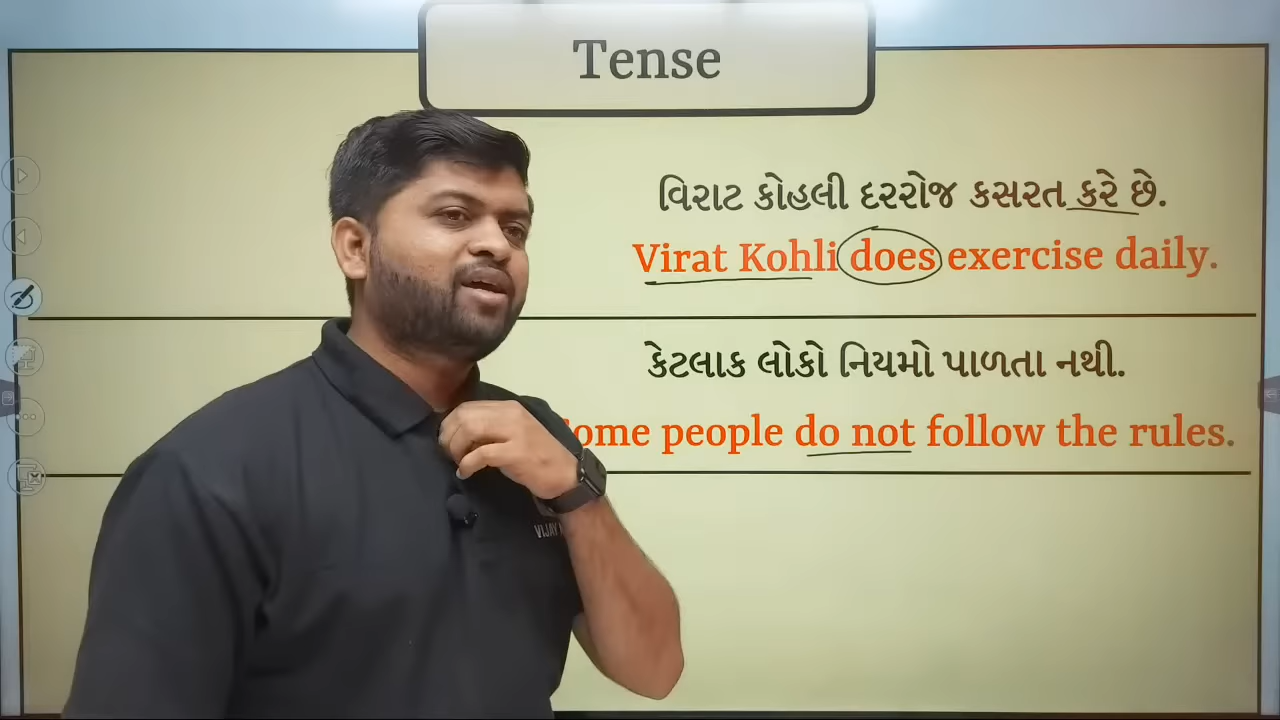 Tense
વિરાટ કોહલી દરરોજ કસરત કરે છે.
Virat Kohli does exercise daily.
કેટલાક લોકો નિયમો પાળતા નથી.
people do not follow the rules.
VIJAY